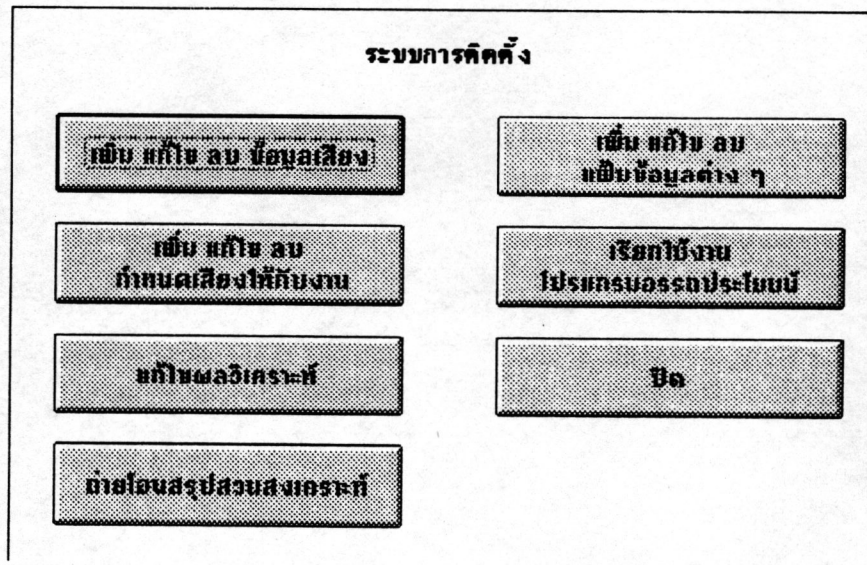 ระบบการติดตั้ง
เพิ่ม แก้ไข ลบ ข้อมูลเสียง
เพิ่ม แก้ไข ลบ
แฟ้มข้อมูลต่าง ๆ
เพิ่ม แก้ไข ลบ
กำหนดเสียงให้กับงาน
เรียกใช้งาน
โปรแกรมอรรถประโยชน์
แก้ไขผลวิเคราะห์
ปิด
ถ่ายโอนสรุปสวนสงเคราะห์